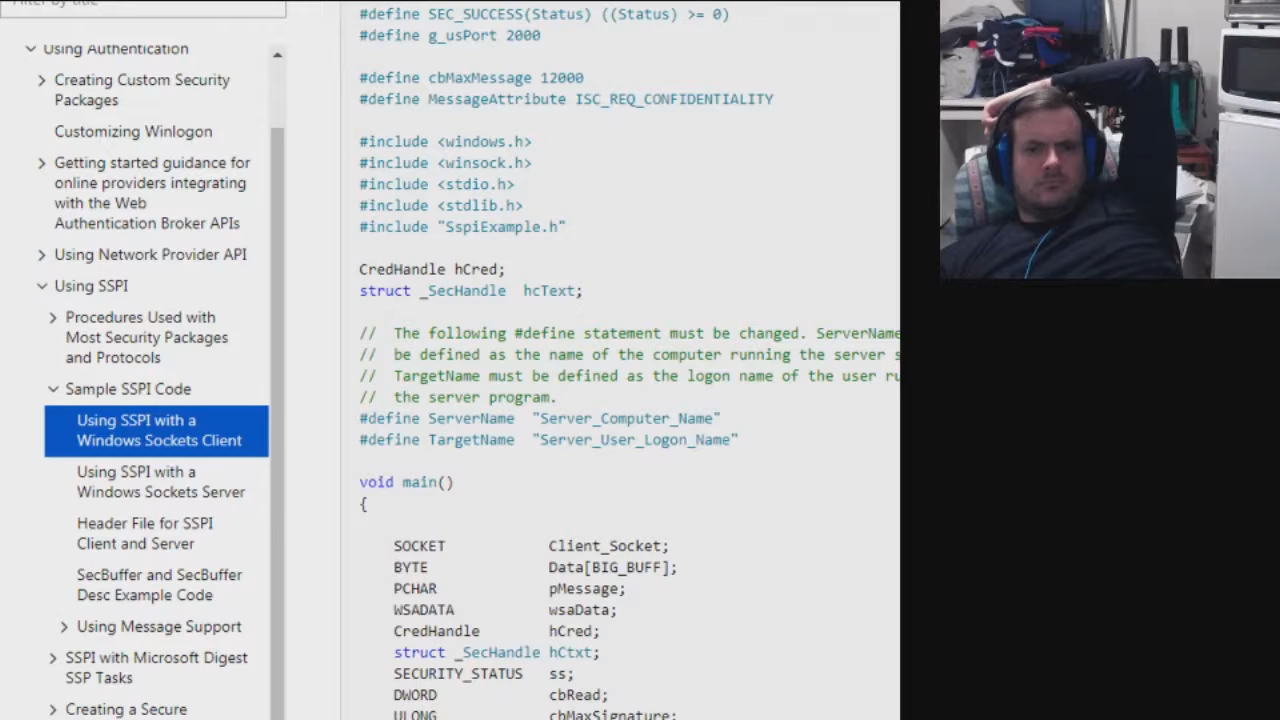 Using Authentication
Creating Custom Security
Packages
Customizing Winlogon
Getting started guidance for
online providers integrating
with the Web
Authentication Broker APIs
Using Network Provider API
Using SSPI
Procedures Used with
Most Security Packages
and Protocols
Sample SSPI Code
Using SSPI with a
Windows Sockets Client
Using SSPI with a
Windows Sockets Server
Header File for SSPI
Client and Server
SecBuffer and SecBuffer
Desc Example Code
Using Message Support
SSPI with Microsoft Digest
SSP Tasks
Creating a Secure
#define SEC_SUCCESS(Status) ((Status) >= 0)
#define g_usPort 2000
#define cbMaxMessage 12000
#define MessageAttribute ISC_REQ_CONFIDENTIALITY
#include <windows.h>
#include <winsock.h>
#include <stdio.h>
#include <stdlib.h>
#include "SspiExample.h"
CredHandle hCred;
struct _SecHandle  hcText;
//  The following #define statement must be changed. ServerName
//  be defined as the name of the computer running the server s
//  TargetName must be defined as the logon name of the user ru
//  the server program.
#define ServerName  "Server_Computer_Name"
#define TargetName  "Server_User_Logon_Name"
void main()
{
SOCKET            Client_Socket;
BYTE              Data[BIG_BUFF];
PCHAR             pMessage;
WSADATA           wsaData;
CredHandle        hCred;
struct _SecHandle hCtxt;
SECURITY_STATUS   ss;
DWORD             cbRead;
ULONG             cbMaxSignature;